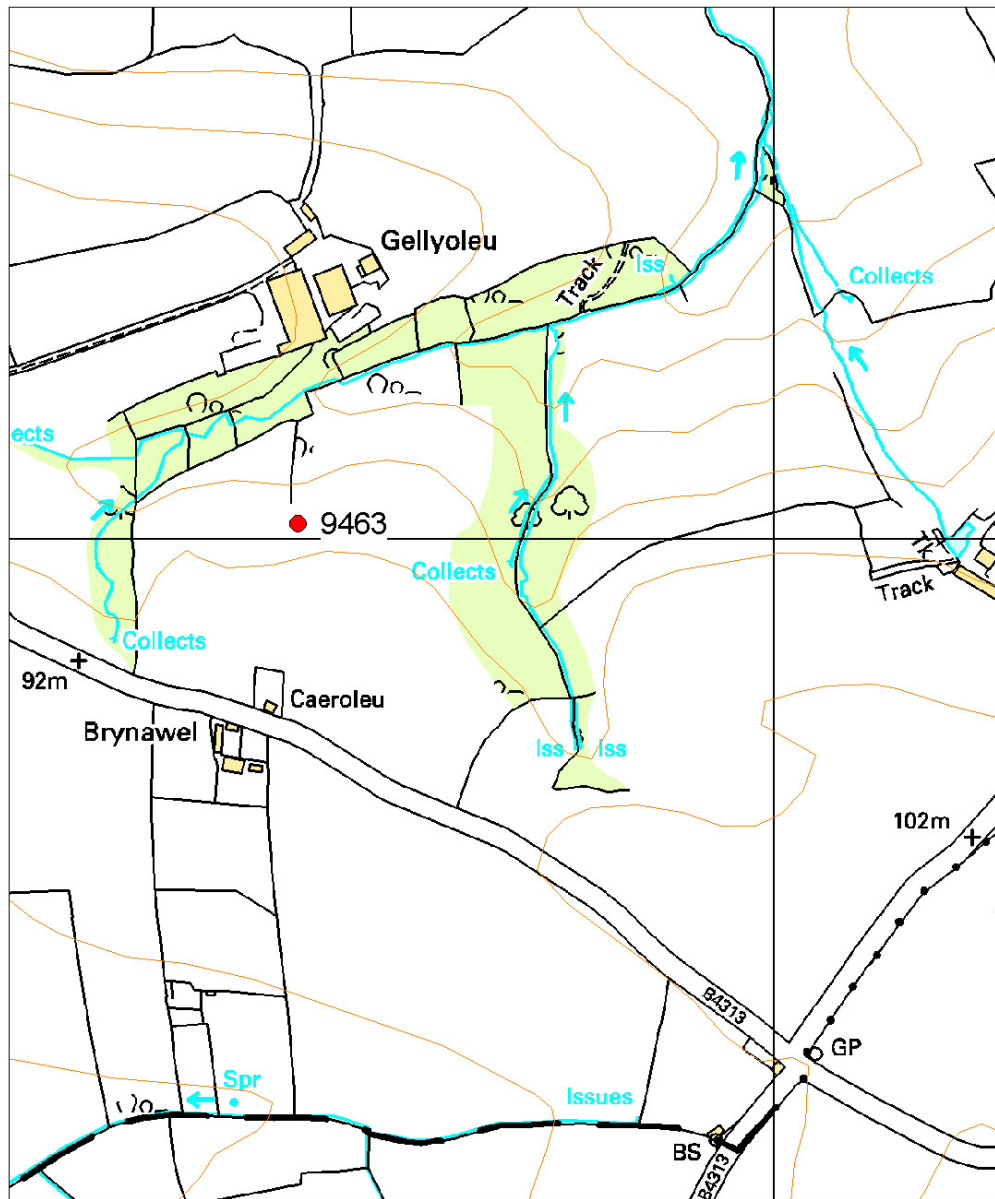 Gellyoleu
Track
Iss
Collects
ects
9463
Collects
Tk
Track
Collects
92m
Caeroleu
Brynawel
Iss
Iss
102m
B4313
GP
Spr
Issues
BS
B4313